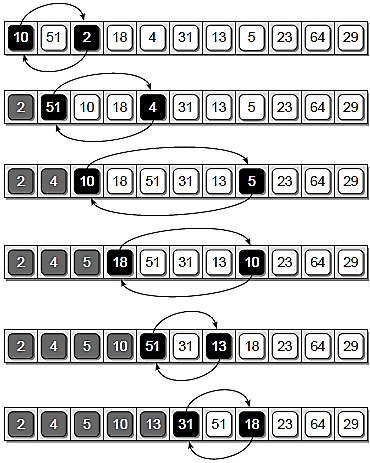 10 51 2 18 4 31 13 5 23 64 29
2 51 10 18 4 31 13 5 23 64 29
2 4 10 18 51 31 13 5 23 64 29
2 4 5 18 51 31 13 10 23 64 29
2 4 5 10 51 31 13 18 23 64 29
2 4 5 10 13 31 51 18 23 64 29